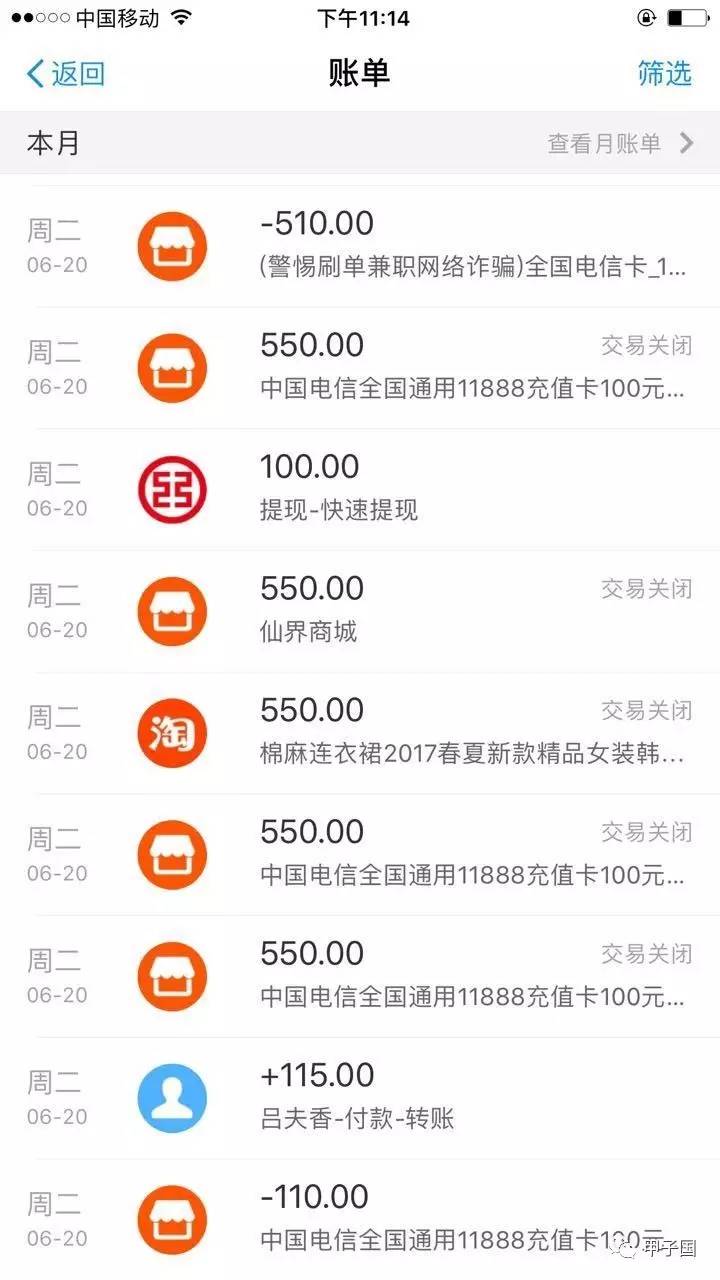 中国移动 下午11:14
返回 账单 筛选
本月 查看月账单
周二 -510.00
06-20 (警惕刷单兼职网络诈骗)全国电信卡_1...
周二 550.00 交易关闭
06-20 中国电信全国通用11888充值卡100元...
周二 100.00
06-20 提现-快速提现
周二 550.00 交易关闭
06-20 仙界商城
周二 淘 550.00 交易关闭
06-20 棉麻连衣裙2017春夏新款精品女装韩...
周二 550.00 交易关闭
06-20 中国电信全国通用11888充值卡100元...
周二 550.00 交易关闭
06-20 中国电信全国通用11888充值卡100元...
周二 +115.00
06-20 吕夫香-付款-转账
周二 -110.00
06-20 中国电信全国通用11888充值卡100元
甲子国